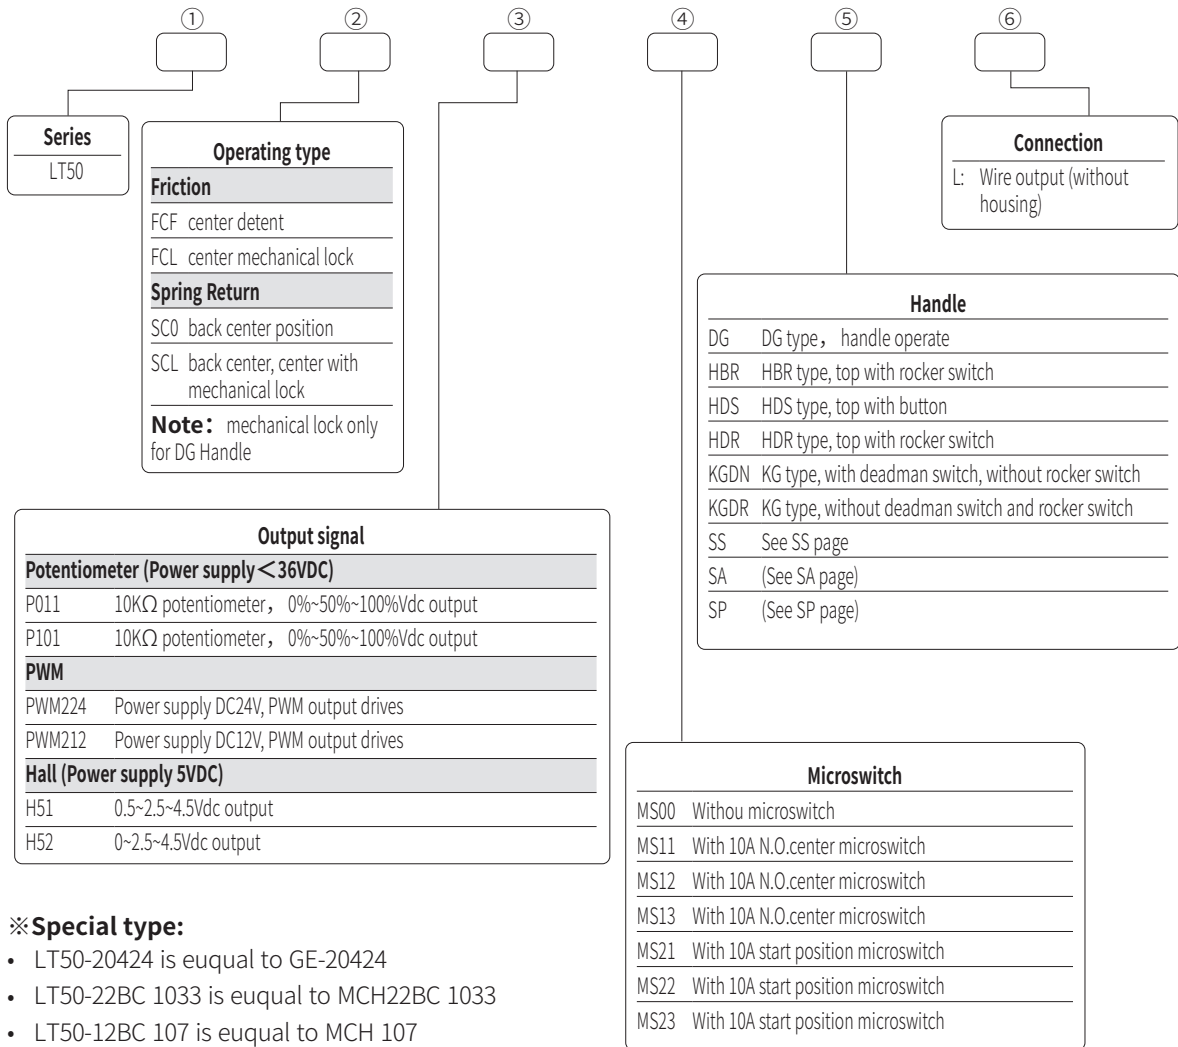 ① ② ③ ④ ⑤ ⑥
Series
LT50
Operating type
Friction
FCF center detent
FCL center mechanical lock
Spring Return
SC0 back center position
SCL back center, center with
mechanical lock
Note： mechanical lock only
for DG Handle
Connection
L: Wire output (without
housing)
Handle
DG DG type， handle operate
HBR HBR type, top with rocker switch
HDS HDS type, top with button
HDR HDR type, top with rocker switch
KGDN KG type, with deadman switch, without rocker switch
KGDR KG type, without deadman switch and rocker switch
SS See SS page
SA (See SA page)
SP (See SP page)
Output signal
Potentiometer (Power supply＜36VDC)
P011 10KΩ potentiometer， 0%~50%~100%Vdc output
P101 10KΩ potentiometer， 0%~50%~100%Vdc output
PWM
PWM224 Power supply DC24V, PWM output drives
PWM212 Power supply DC12V, PWM output drives
Hall (Power supply 5VDC)
H51 0.5~2.5~4.5Vdc output
H52 0~2.5~4.5Vdc output
Microswitch
MS00 Withou microswitch
MS11 With 10A N.O.center microswitch
MS12 With 10A N.O.center microswitch
MS13 With 10A N.O.center microswitch
MS21 With 10A start position microswitch
MS22 With 10A start position microswitch
MS23 With 10A start position microswitch
※Special type:
• LT50-20424 is euqual to GE-20424
• LT50-22BC 1033 is euqual to MCH22BC 1033
• LT50-12BC 107 is euqual to MCH 107